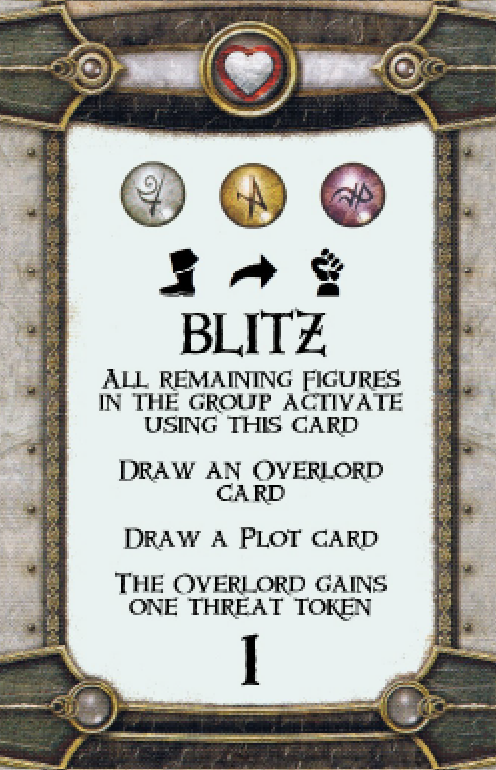 BLITZ
ALL REMAINING FIGURES
IN THE GROUP ACTIVATE
USING THIS CARD
DRAW AN OVERLORD
CARD
DRAW A PLOT CARD
THE OVERLORD GAINS
ONE THREAT TOKEN
1